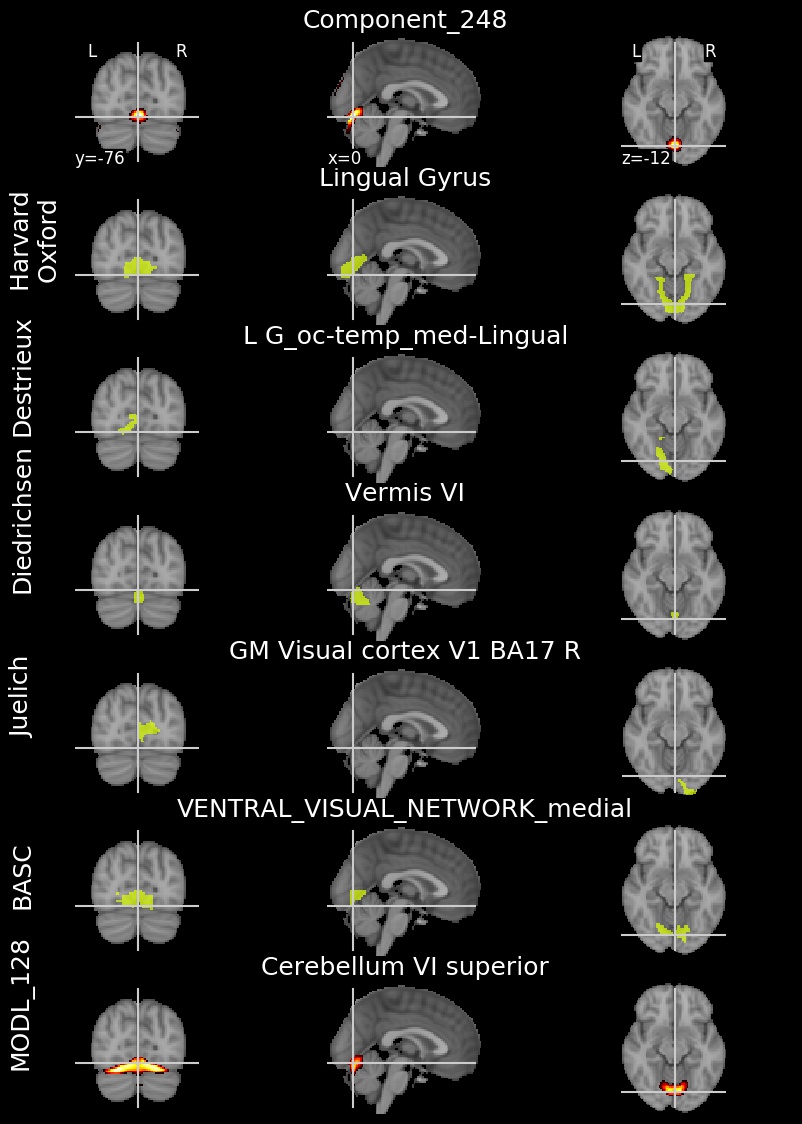 Component_248
L R
L R
y=-76
x=0
z=-12
Lingual Gyrus
Harvard
Oxford
L G_oc-temp_med-Lingual
Destrieux
Vermis VI
Diedrichsen
GM Visual cortex V1 BA17 R
Juelich
VENTRAL_VISUAL_NETWORK_medial
BASC
Cerebellum VI superior
MODL_128